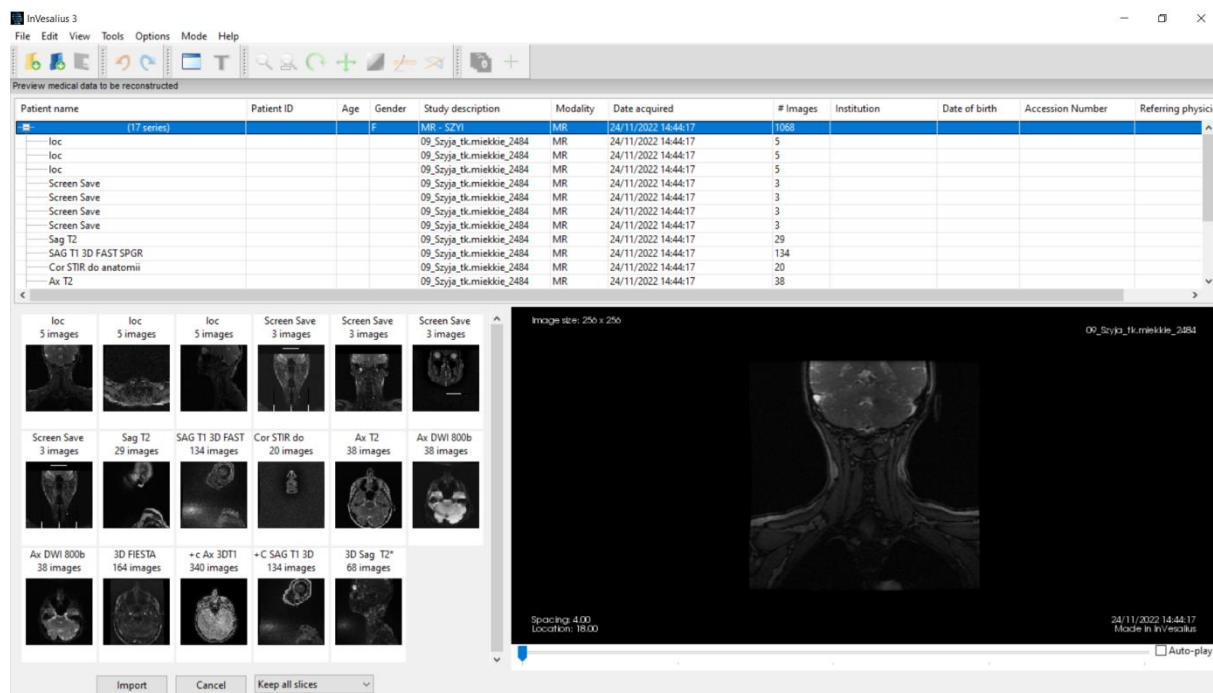 InVesalius 3
File Edit View Tools Options Mode Help
Preview medical data to be reconstructed
Patient name Patient ID Age Gender Study description Modality Date acquired # Images Institution Date of birth Accession Number Referring physici
(17 series) F MR - SZYI MR 24/11/2022 14:44:17 1068
loc 09_Szyja_tk.miekkie_2484 MR 24/11/2022 14:44:17 5
loc 09_Szyja_tk.miekkie_2484 MR 24/11/2022 14:44:17 5
loc 09_Szyja_tk.miekkie_2484 MR 24/11/2022 14:44:17 5
Screen Save 09_Szyja_tk.miekkie_2484 MR 24/11/2022 14:44:17 3
Screen Save 09_Szyja_tk.miekkie_2484 MR 24/11/2022 14:44:17 3
Screen Save 09_Szyja_tk.miekkie_2484 MR 24/11/2022 14:44:17 3
Screen Save 09_Szyja_tk.miekkie_2484 MR 24/11/2022 14:44:17 3
Sag T2 09_Szyja_tk.miekkie_2484 MR 24/11/2022 14:44:17 29
SAG T1 3D FAST SPGR 09_Szyja_tk.miekkie_2484 MR 24/11/2022 14:44:17 134
Cor STIR do anatomii 09_Szyja_tk.miekkie_2484 MR 24/11/2022 14:44:17 20
Ax T2 09_Szyja_tk.miekkie_2484 MR 24/11/2022 14:44:17 38
loc loc loc Screen Save Screen Save Screen Save
5 images 5 images 5 images 3 images 3 images 3 images
Screen Save Sag T2 SAG T1 3D FAST Cor STIR do Ax T2 Ax DWI 800b
3 images 29 images 134 images 20 images 38 images 38 images
Ax DWI 800b 3D FIESTA +c Ax 3DT1 +C SAG T1 3D 3D Sag T2*
38 images 164 images 340 images 134 images 68 images
Image size: 256 x 256
09_Szyja_tk.miekkie_2484
Spacing: 4.00
Location: 18.00
24/11/2022 14:44:17
Made in InVesalius
Auto-play
Import Cancel Keep all slices